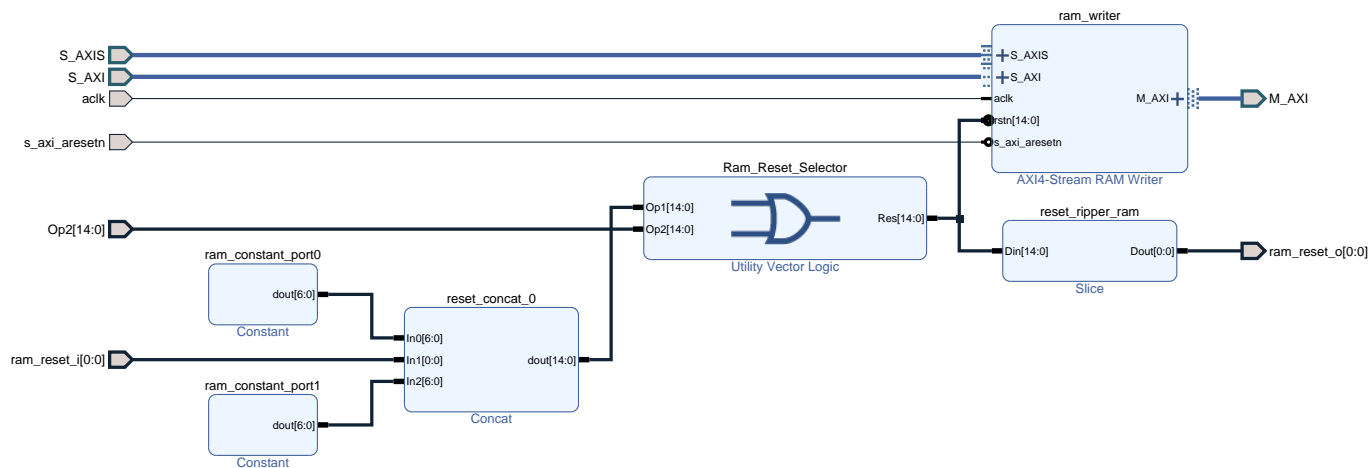 ram_writer
S_AXIS
S_AXI
aclk
s_axi_aresetn
S_AXIS
S_AXI
aclk
rstn[14:0]
s_axi_aresetn
M_AXI
AXI4-Stream RAM Writer
M_AXI
Ram_Reset_Selector
Op1[14:0]
Op2[14:0]
Res[14:0]
Utility Vector Logic
Op2[14:0]
reset_ripper_ram
Din[14:0]
Dout[0:0]
Slice
ram_reset_o[0:0]
ram_constant_port0
dout[6:0]
Constant
reset_concat_0
In0[6:0]
In1[0:0]
In2[6:0]
dout[14:0]
Concat
ram_reset_i[0:0]
ram_constant_port1
dout[6:0]
Constant